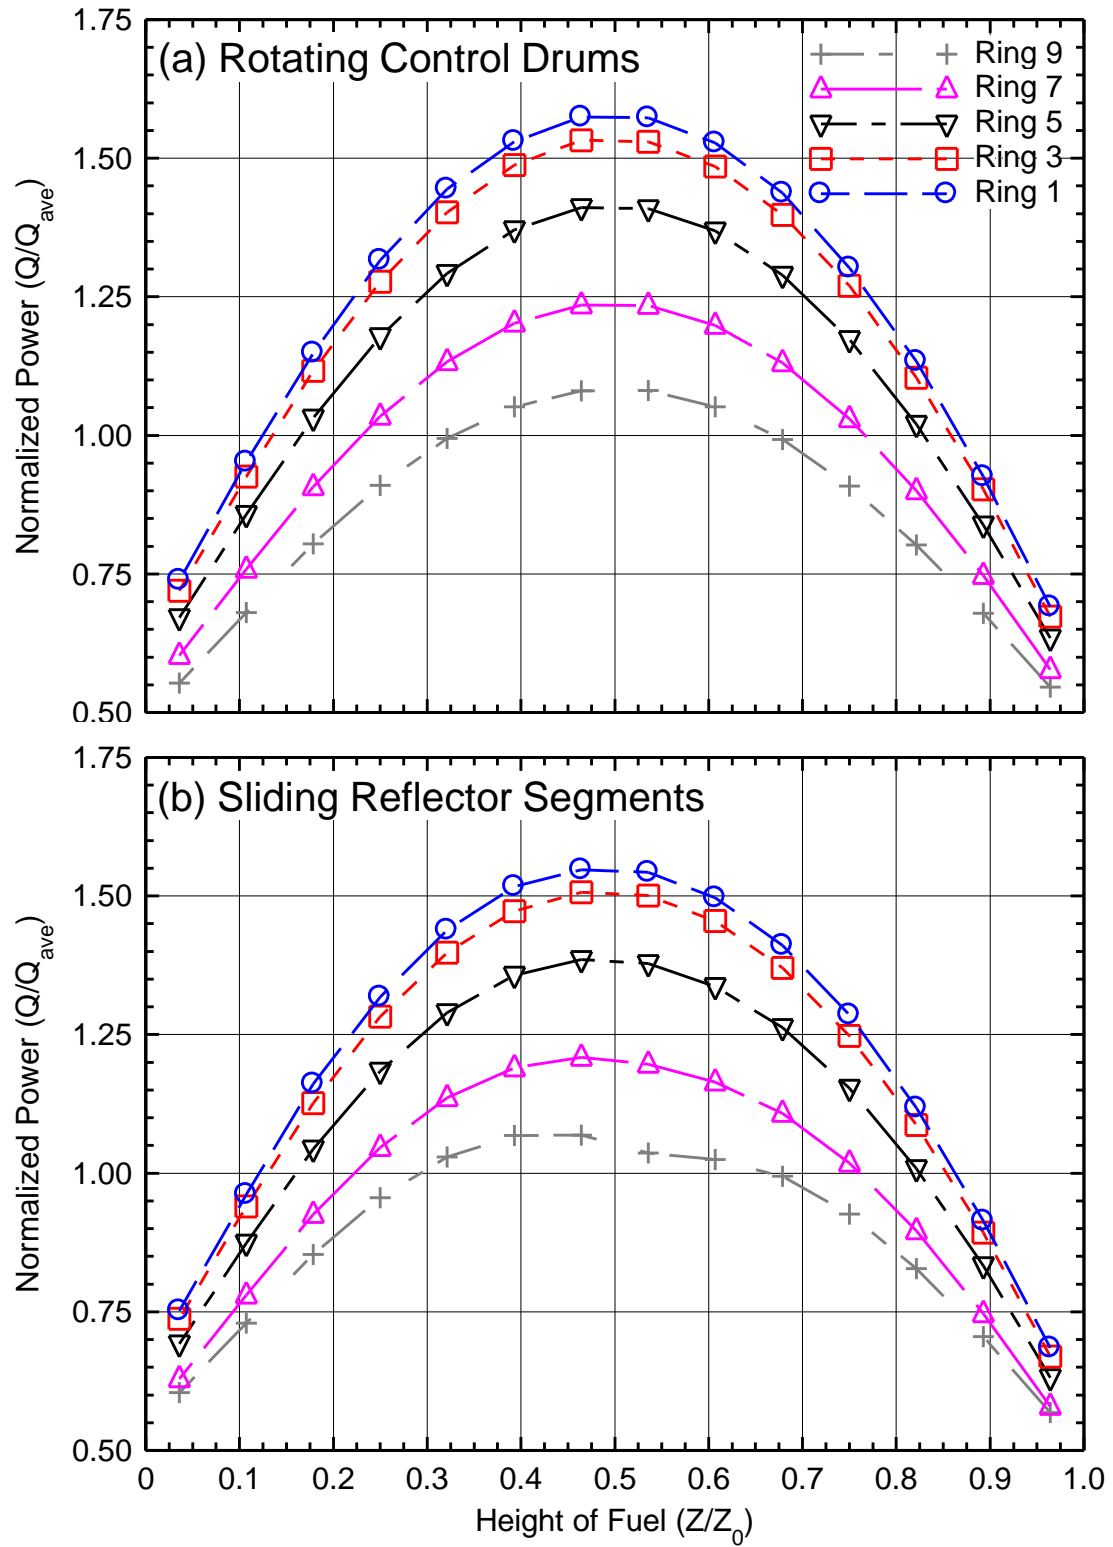 1.75
(a) Rotating Control Drums
Ring 9
Ring 7
Ring 5
Ring 3
Ring 1
1.50
1.25
1.00
0.75
0.50
Normalized Power (Q/Q_ave)
1.75
(b) Sliding Reflector Segments
1.50
1.25
1.00
0.75
0.50
Normalized Power (Q/Q_ave)
0 0.1 0.2 0.3 0.4 0.5 0.6 0.7 0.8 0.9 1.0
Height of Fuel (Z/Z_0)